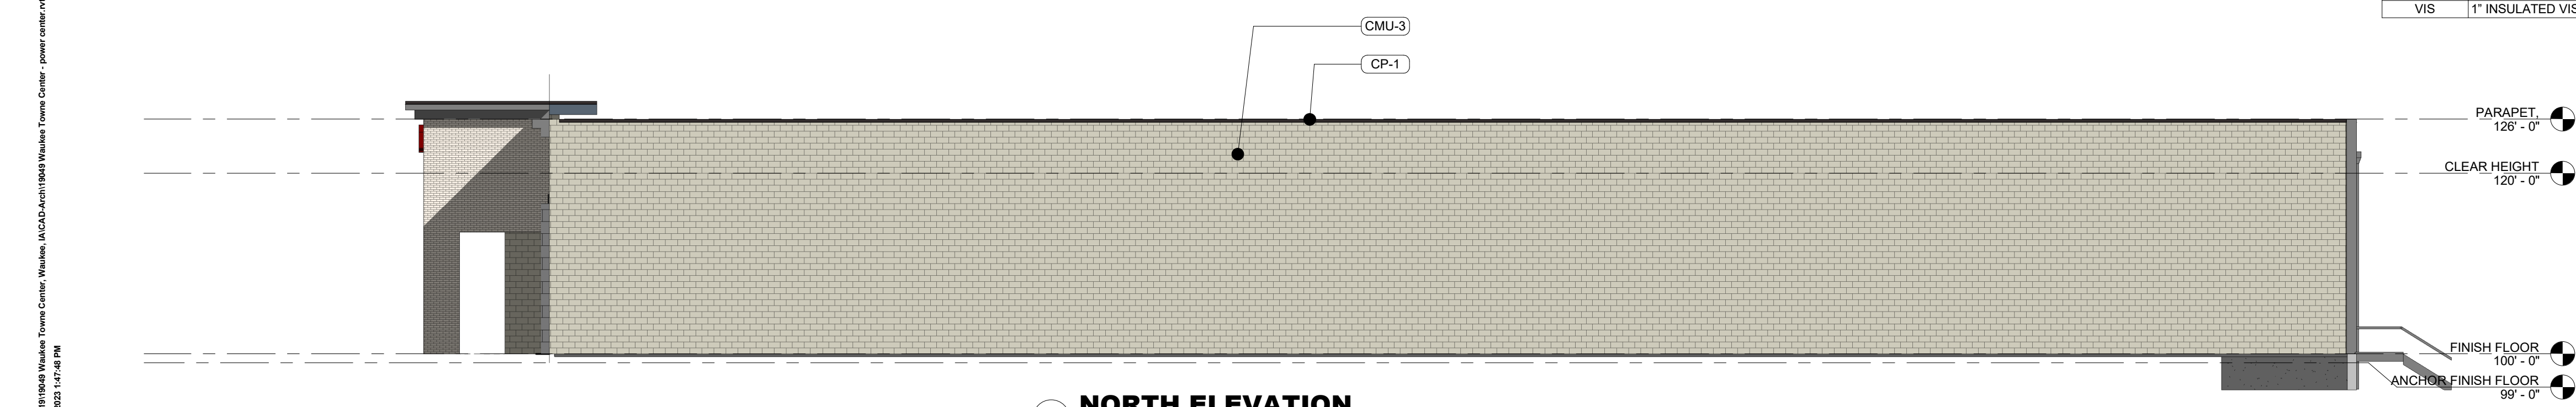 VIS 1" INSULATED VIS
CMU-3
CP-1
PARAPET,
126' - 0"
CLEAR HEIGHT
120' - 0"
FINISH FLOOR
100' - 0"
ANCHOR FINISH FLOOR
99' - 0"
NORTH ELEVATION
19\19049 Waukee Towne Center, Waukee, IA\CAD-Arch\19049 Waukee Towne Center - power center.rvt
2023 1:47:48 PM